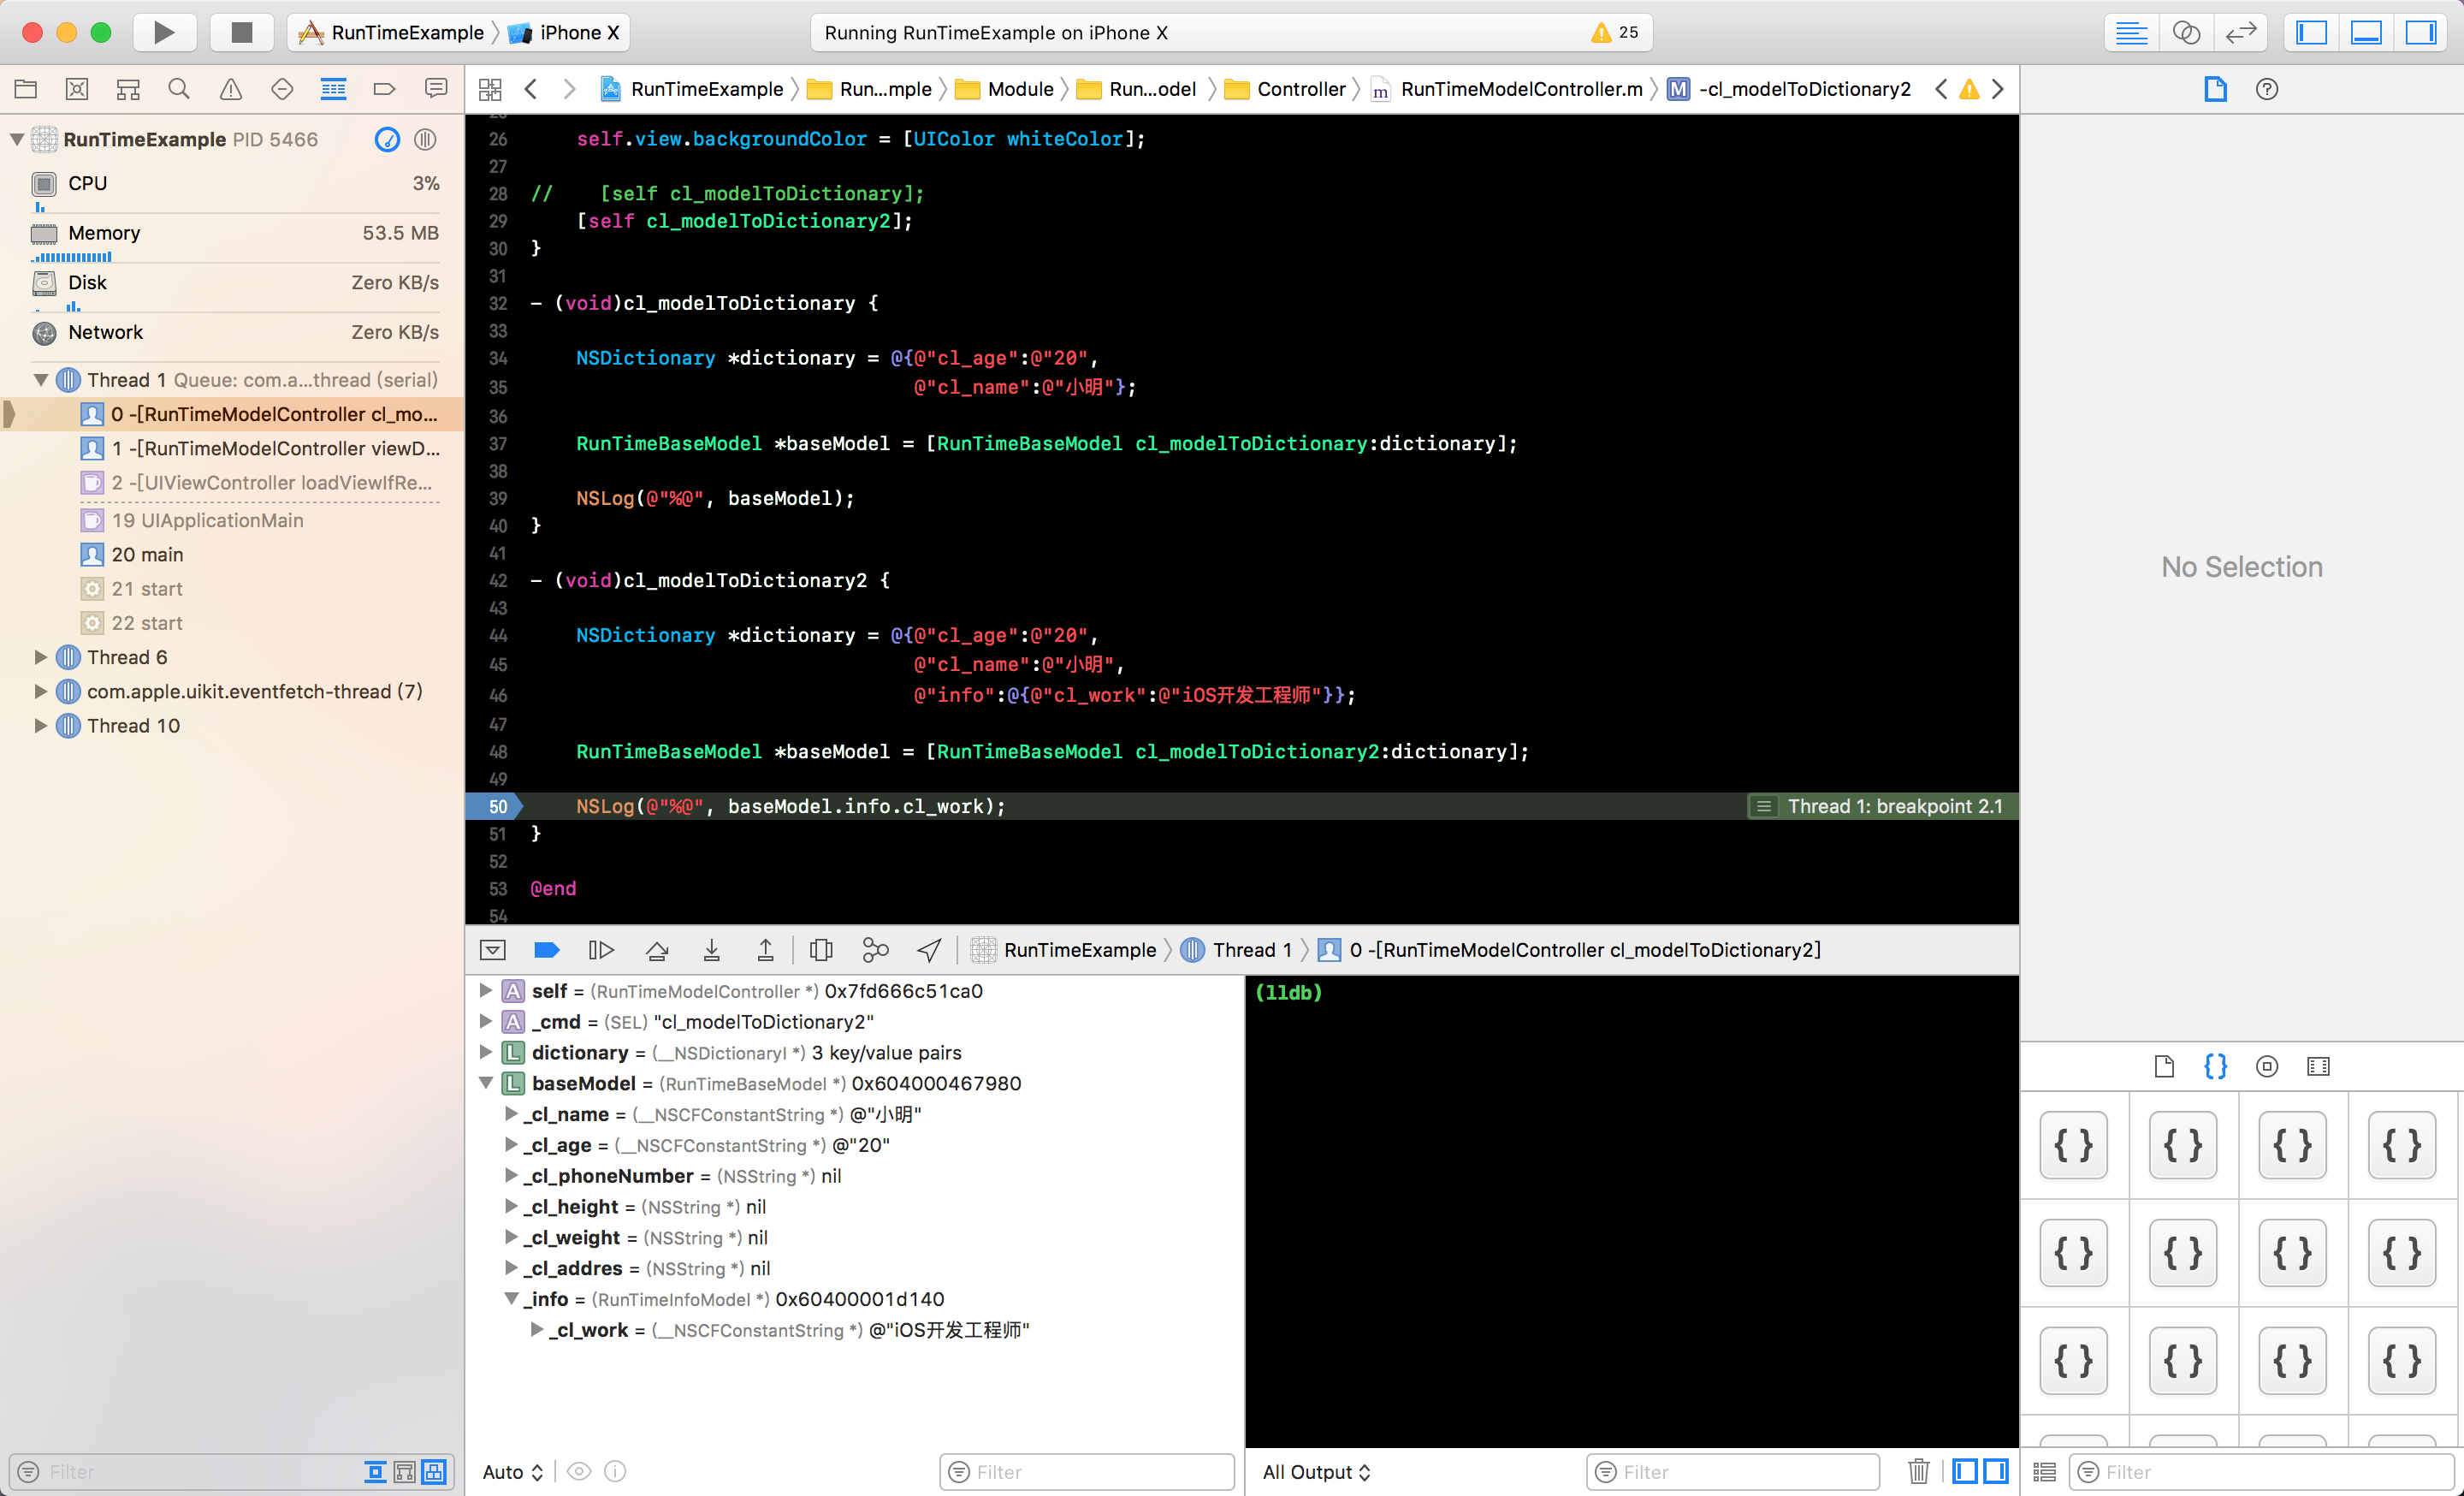 RunTimeExample iPhone X
Running RunTimeExample on iPhone X 25
RunTimeExample Run...mple Module Run...odel Controller RunTimeModelController.m -cl_modelToDictionary2
RunTimeExample PID 5466
CPU 3%
Memory 53.5 MB
Disk Zero KB/s
Network Zero KB/s
Thread 1 Queue: com.a...thread (serial)
0 -[RunTimeModelController cl_mo...
1 -[RunTimeModelController viewD...
2 -[UIViewController loadViewIfRe...
19 UIApplicationMain
20 main
21 start
22 start
Thread 6
com.apple.uikit.eventfetch-thread (7)
Thread 10
Filter
26 self.view.backgroundColor = [UIColor whiteColor];
27
28 // [self cl_modelToDictionary];
29 [self cl_modelToDictionary2];
30 }
31
32 - (void)cl_modelToDictionary {
33
34 NSDictionary *dictionary = @{@"cl_age":@"20",
35 @"cl_name":@"小明"};
36
37 RunTimeBaseModel *baseModel = [RunTimeBaseModel cl_modelToDictionary:dictionary];
38
39 NSLog(@"%@", baseModel);
40 }
41
42 - (void)cl_modelToDictionary2 {
43
44 NSDictionary *dictionary = @{@"cl_age":@"20",
45 @"cl_name":@"小明",
46 @"info":@{@"cl_work":@"iOS开发工程师"}};
47
48 RunTimeBaseModel *baseModel = [RunTimeBaseModel cl_modelToDictionary2:dictionary];
49
50 NSLog(@"%@", baseModel.info.cl_work); Thread 1: breakpoint 2.1
51 }
52
53 @end
54
RunTimeExample Thread 1 0 -[RunTimeModelController cl_modelToDictionary2]
A self = (RunTimeModelController *) 0x7fd666c51ca0
A _cmd = (SEL) "cl_modelToDictionary2"
L dictionary = (__NSDictionaryI *) 3 key/value pairs
L baseModel = (RunTimeBaseModel *) 0x604000467980
_cl_name = (__NSCFConstantString *) @"小明"
_cl_age = (__NSCFConstantString *) @"20"
_cl_phoneNumber = (NSString *) nil
_cl_height = (NSString *) nil
_cl_weight = (NSString *) nil
_cl_addres = (NSString *) nil
_info = (RunTimeInfoModel *) 0x60400001d140
_cl_work = (__NSCFConstantString *) @"iOS开发工程师"
Auto Filter
(lldb)
All Output Filter
No Selection
{ } { } { } { }
{ } { } { } { }
{ } { } { } { }
Filter